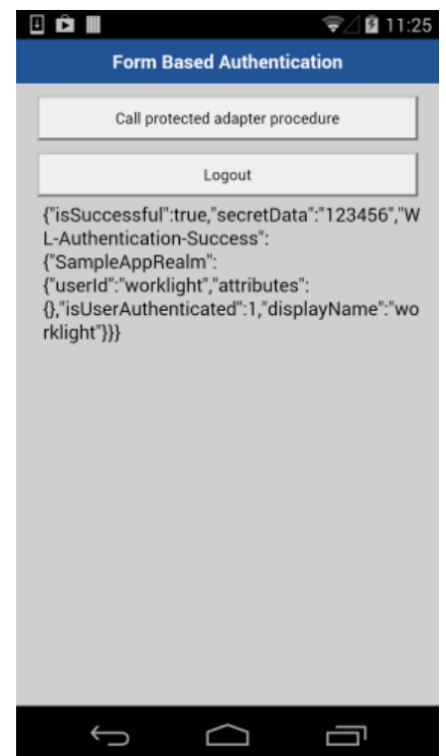 11:25
Form Based Authentication
Call protected adapter procedure
Logout
{"isSuccessful":true,"secretData":"123456","W
L-Authentication-Success":
{"SampleAppRealm":
{"userId":"worklight","attributes":
{},"isUserAuthenticated":1,"displayName":"wo
rklight"}}}